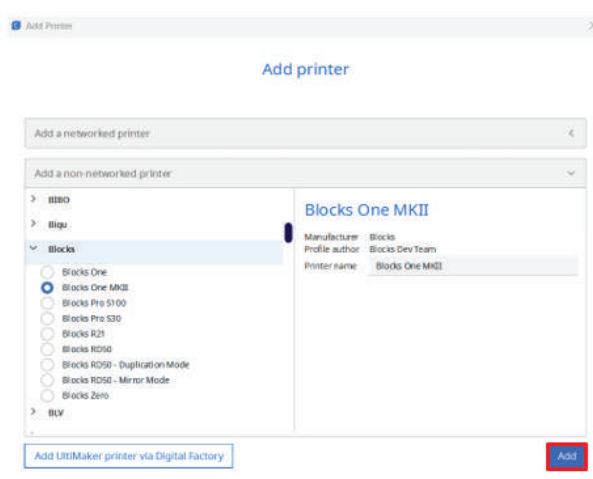 Add Printer
Add printer
Add a networked printer
Add a non-networked printer
BIBO
Biqu
Blocks
Blocks One
Blocks One MKII
Blocks Pro S100
Blocks Pro S30
Blocks R21
Blocks RD50
Blocks RD50 - Duplication Mode
Blocks RD50 - Mirror Mode
Blocks Zero
BLV
Blocks One MKII
Manufacturer Blocks
Profile author Blocks Dev Team
Printer name Blocks One MKII
Add UltiMaker printer via Digital Factory
Add